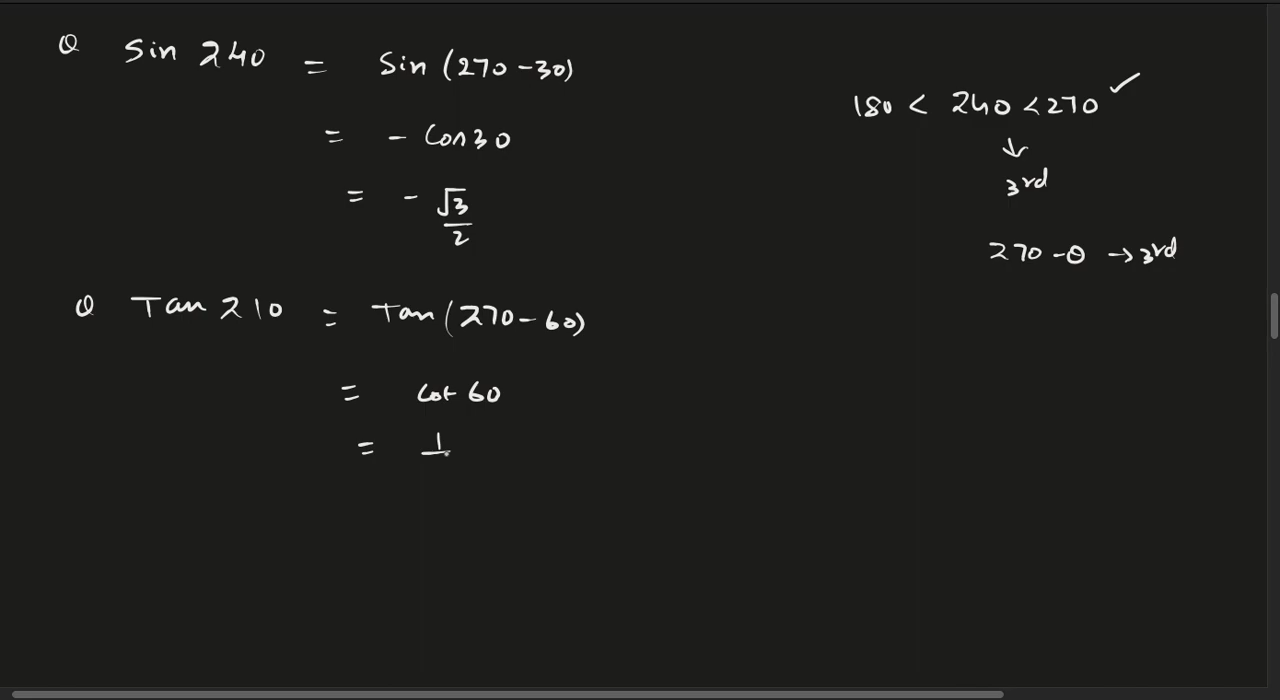 Q Sin 240 = Sin (270 - 30)
= - Cos 30
= - √3/2
180 < 240 < 270 ✓
↓
3rd
270 - θ → 3rd
Q Tan 210 = Tan (270 - 60)
= Cot 60
= 1